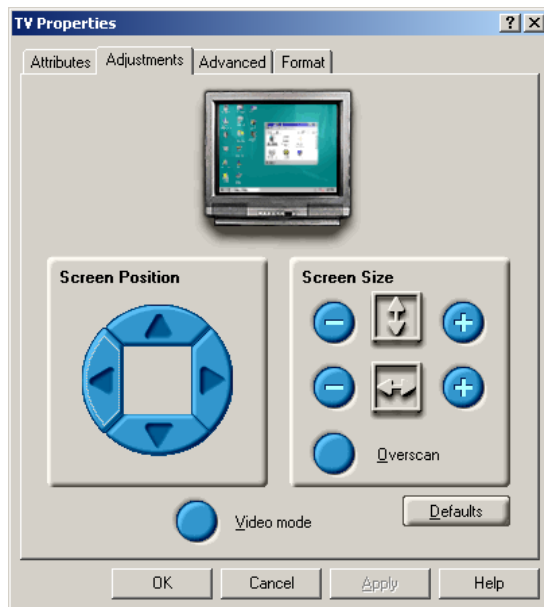 TV Properties
Attributes Adjustments Advanced Format
Screen Position
Screen Size
Overscan
Video mode
Defaults
OK Cancel Apply Help